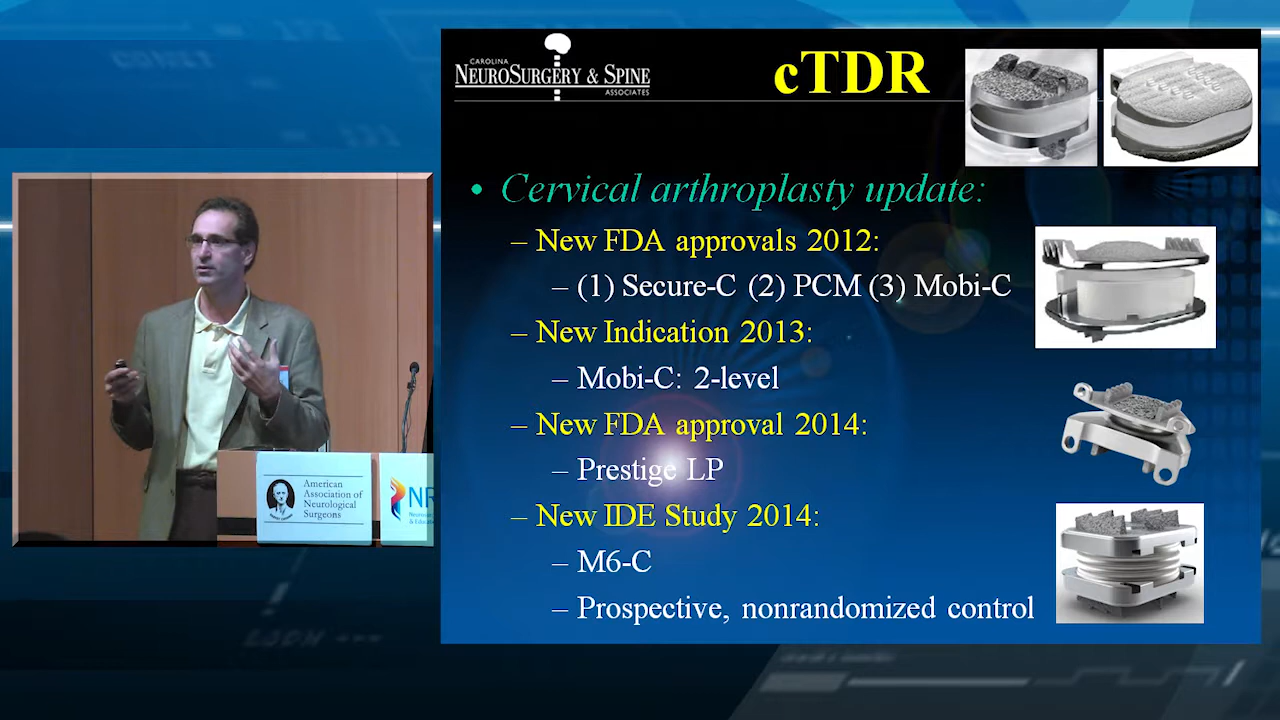 CAROLINA
NEUROSURGERY & SPINE
ASSOCIATES
cTDR
• Cervical arthroplasty update:
– New FDA approvals 2012:
– (1) Secure-C (2) PCM (3) Mobi-C
– New Indication 2013:
– Mobi-C: 2-level
– New FDA approval 2014:
– Prestige LP
– New IDE Study 2014:
– M6-C
– Prospective, nonrandomized control
American
Association of
Neurological
Surgeons